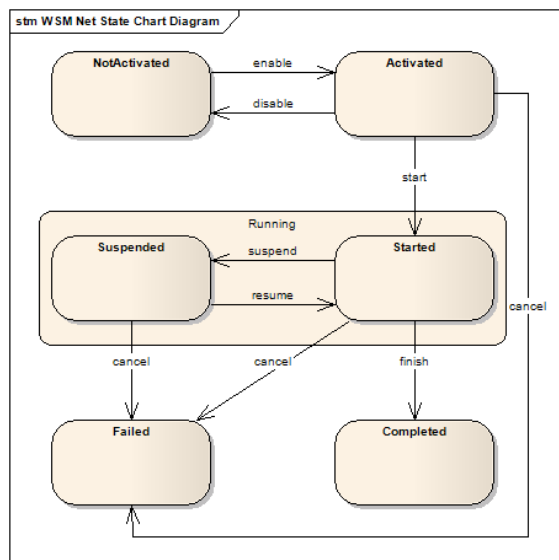 stm WSM Net State Chart Diagram
NotActivated
enable
Activated
disable
start
Running
Suspended
suspend
Started
resume
cancel
cancel
cancel
finish
Failed
Completed